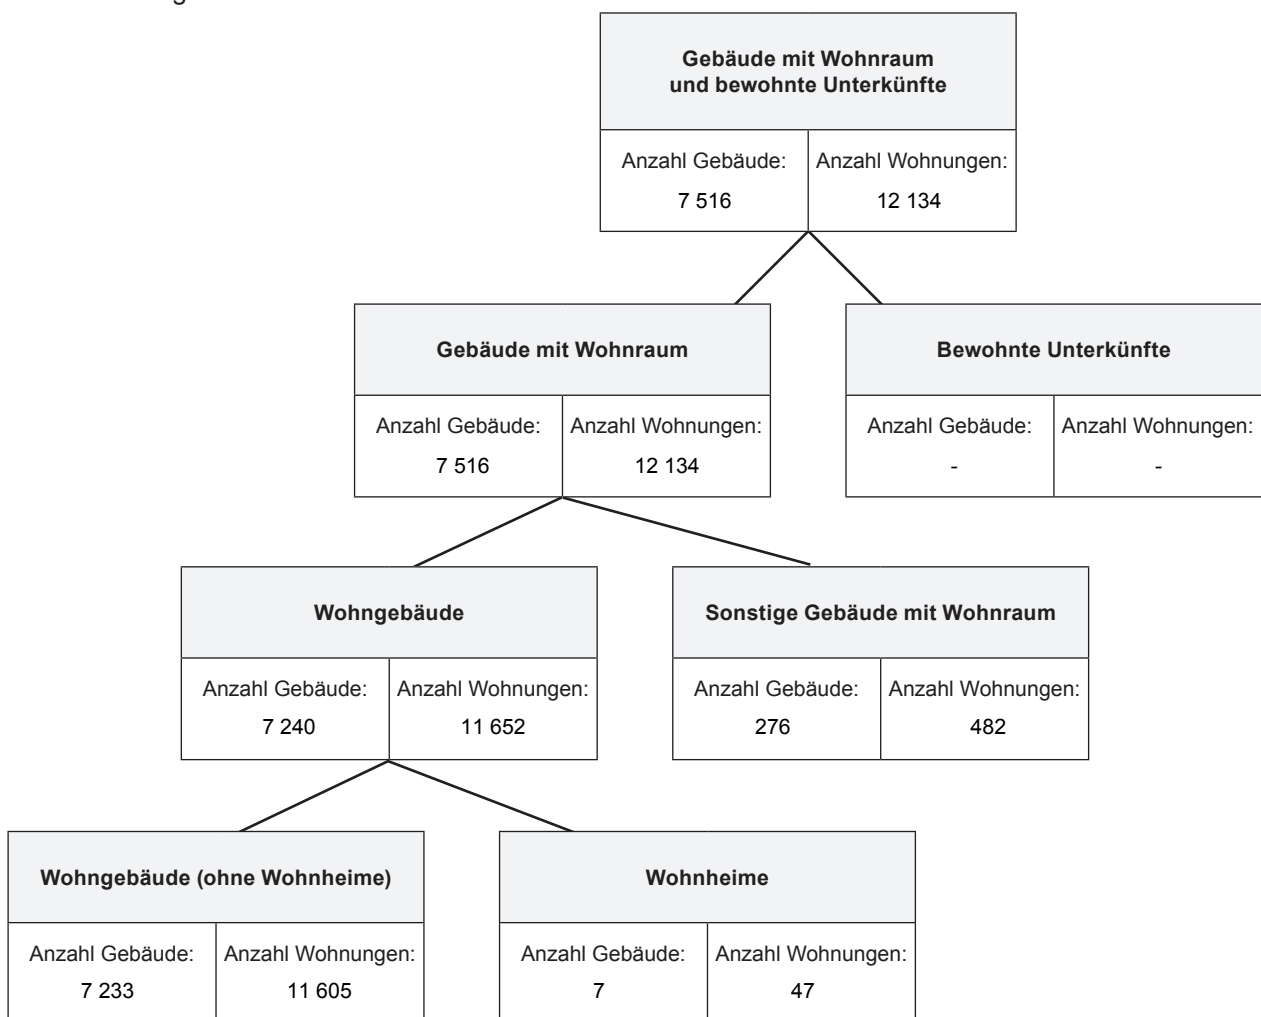 Gebäude mit Wohnraum
und bewohnte Unterkünfte
Anzahl Gebäude: Anzahl Wohnungen:
7 516 12 134
Gebäude mit Wohnraum Bewohnte Unterkünfte
Anzahl Gebäude: Anzahl Wohnungen: Anzahl Gebäude: Anzahl Wohnungen:
7 516 12 134 - -
Wohngebäude Sonstige Gebäude mit Wohnraum
Anzahl Gebäude: Anzahl Wohnungen: Anzahl Gebäude: Anzahl Wohnungen:
7 240 11 652 276 482
Wohngebäude (ohne Wohnheime) Wohnheime
Anzahl Gebäude: Anzahl Wohnungen: Anzahl Gebäude: Anzahl Wohnungen:
7 233 11 605 7 47